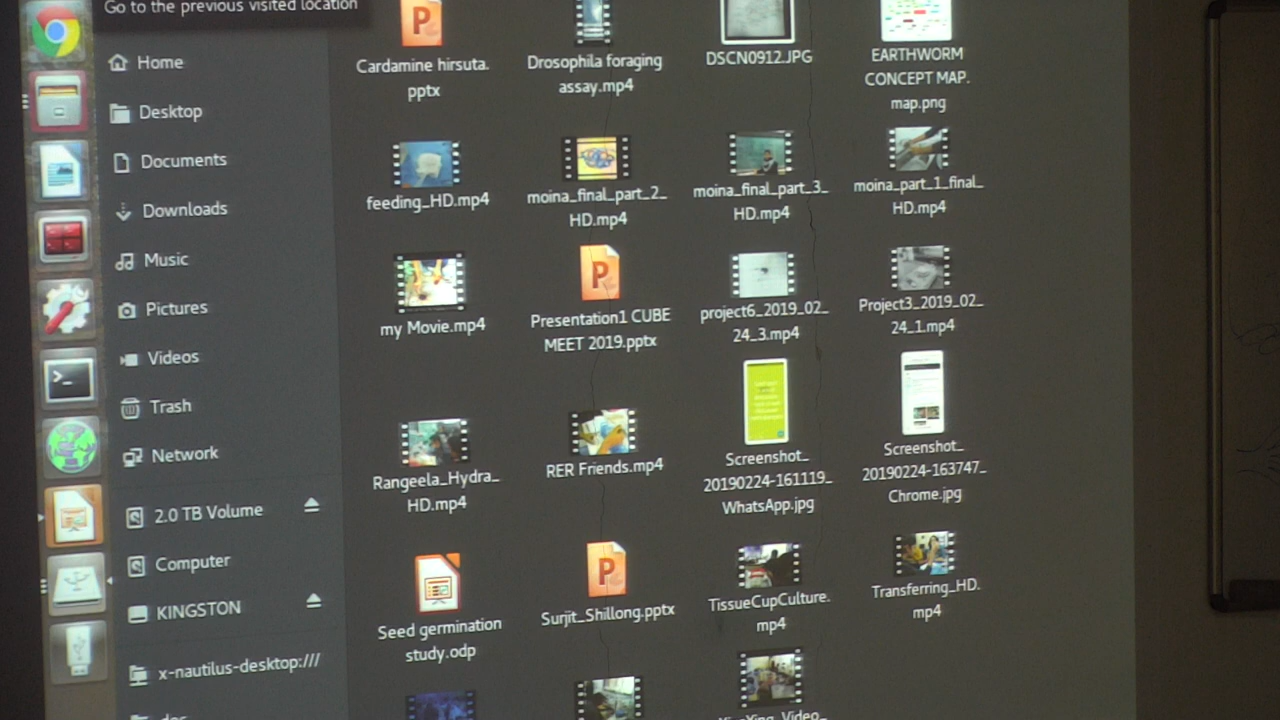 Go to the previous visited location
Home
Desktop
Documents
Downloads
Music
Pictures
Videos
Trash
Network
2.0 TB Volume
Computer
KINGSTON
x-nautilus-desktop:///
Cardamine hirsuta.
pptx
Drosophila foraging
assay.mp4
DSCN0912.JPG
EARTHWORM
CONCEPT MAP.
map.png
feeding_HD.mp4
moina_final_part_2_
HD.mp4
moina_final_part_3_
HD.mp4
moina_part_1_final_
HD.mp4
my Movie.mp4
Presentation1 CUBE
MEET 2019.pptx
project6_2019_02_
24_3.mp4
Project3_2019_02_
24_1.mp4
Rangeela_Hydra_
HD.mp4
RER Friends.mp4
Screenshot_
20190224-161119_
WhatsApp.jpg
Screenshot_
20190224-163747_
Chrome.jpg
Seed germination
study.odp
Surjit_Shillong.pptx
TissueCupCulture.
mp4
Transferring_HD.
mp4